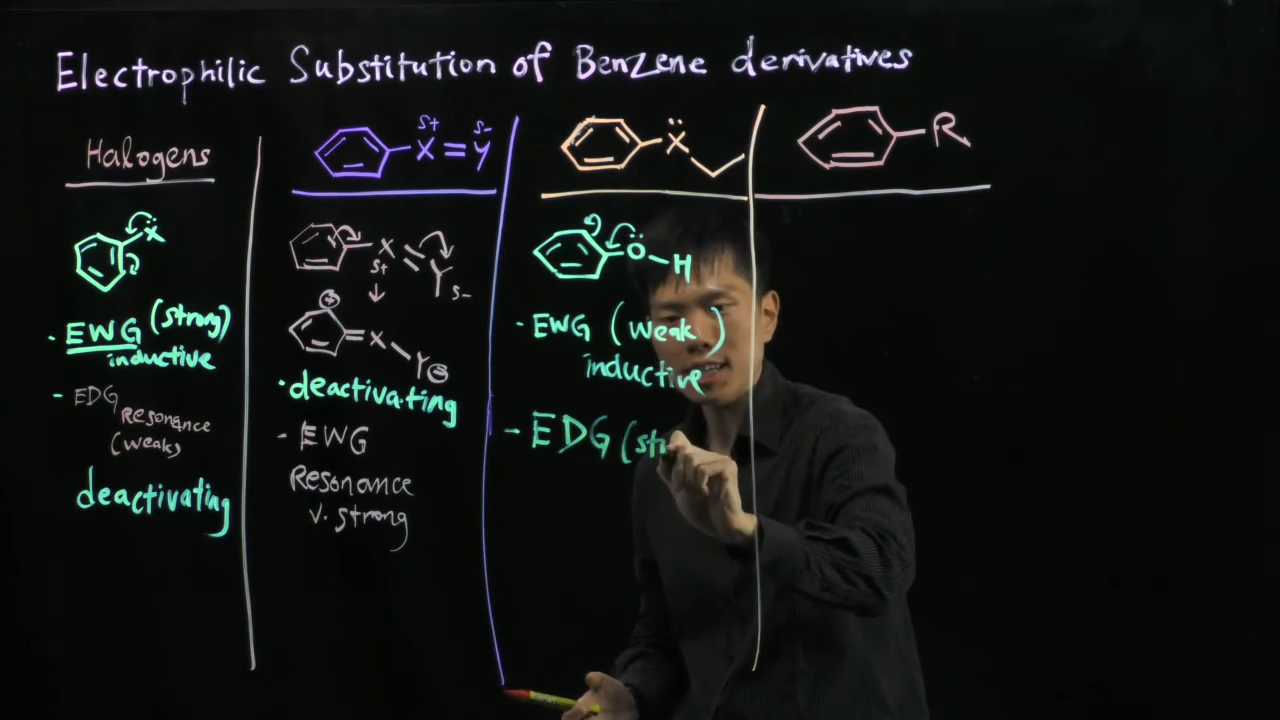 Electrophilic Substitution of Benzene derivatives
Halogens
X
- EWG (strong)
inductive
- EDG
Resonance
(weak)
deactivating
δ+ δ-
X=Y
X Y
δ+ δ-
⊕
X Y⊖
·deactivating
- EWG
Resonance
v. strong
Ẍ
Ö H
- EWG (weak)
inductive
- EDG (str
R